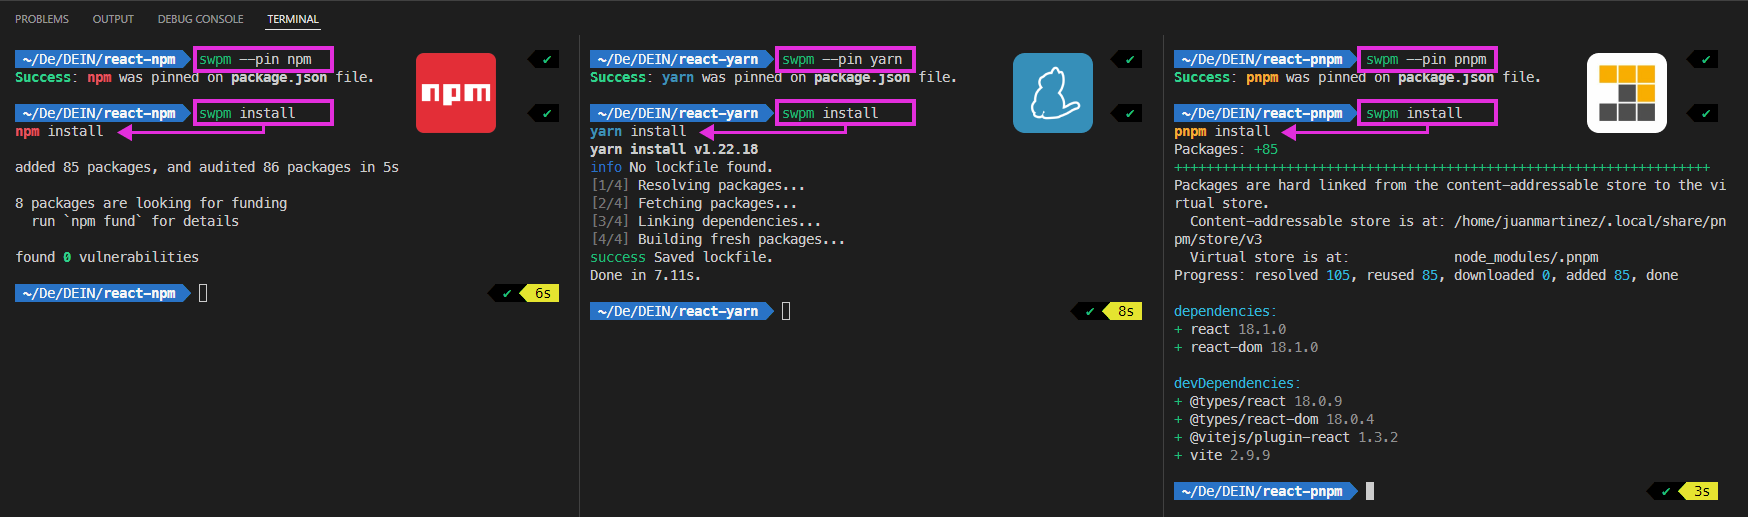 PROBLEMS OUTPUT DEBUG CONSOLE TERMINAL
~/De/DEIN/react-npm swpm --pin npm ✔
Success: npm was pinned on package.json file.
npm
~/De/DEIN/react-npm swpm install ✔
npm install
added 85 packages, and audited 86 packages in 5s
8 packages are looking for funding
run `npm fund` for details
found 0 vulnerabilities
~/De/DEIN/react-npm ✔ 6s
~/De/DEIN/react-yarn swpm --pin yarn ✔
Success: yarn was pinned on package.json file.
~/De/DEIN/react-yarn swpm install ✔
yarn install
yarn install v1.22.18
info No lockfile found.
[1/4] Resolving packages...
[2/4] Fetching packages...
[3/4] Linking dependencies...
[4/4] Building fresh packages...
success Saved lockfile.
Done in 7.11s.
~/De/DEIN/react-yarn ✔ 8s
~/De/DEIN/react-pnpm swpm --pin pnpm ✔
Success: pnpm was pinned on package.json file.
~/De/DEIN/react-pnpm swpm install ✔
pnpm install
Packages: +85
+++++++++++++++++++++++++++++++++++++++++++++++++++++++++++++++++++
Packages are hard linked from the content-addressable store to the vi
rtual store.
Content-addressable store is at: /home/juanmartinez/.local/share/pn
pm/store/v3
Virtual store is at: node_modules/.pnpm
Progress: resolved 105, reused 85, downloaded 0, added 85, done
dependencies:
+ react 18.1.0
+ react-dom 18.1.0
devDependencies:
+ @types/react 18.0.9
+ @types/react-dom 18.0.4
+ @vitejs/plugin-react 1.3.2
+ vite 2.9.9
~/De/DEIN/react-pnpm ✔ 3s